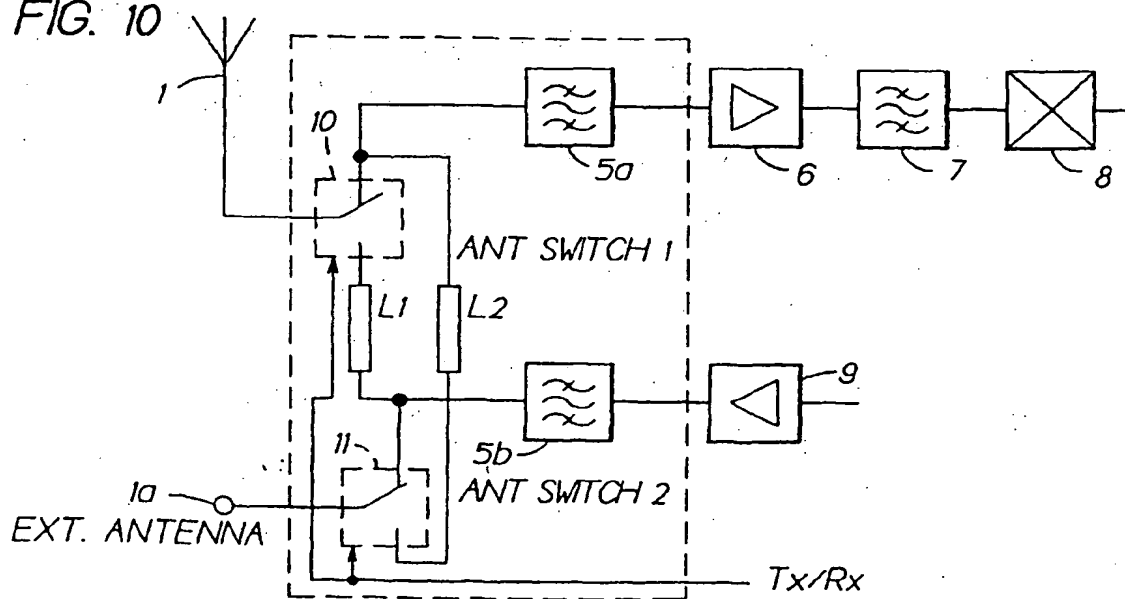 FIG. 10
1
10
5a
6
7
8
ANT SWITCH 1
L1
L2
9
11
5b
1a
ANT SWITCH 2
EXT. ANTENNA
Tx/Rx